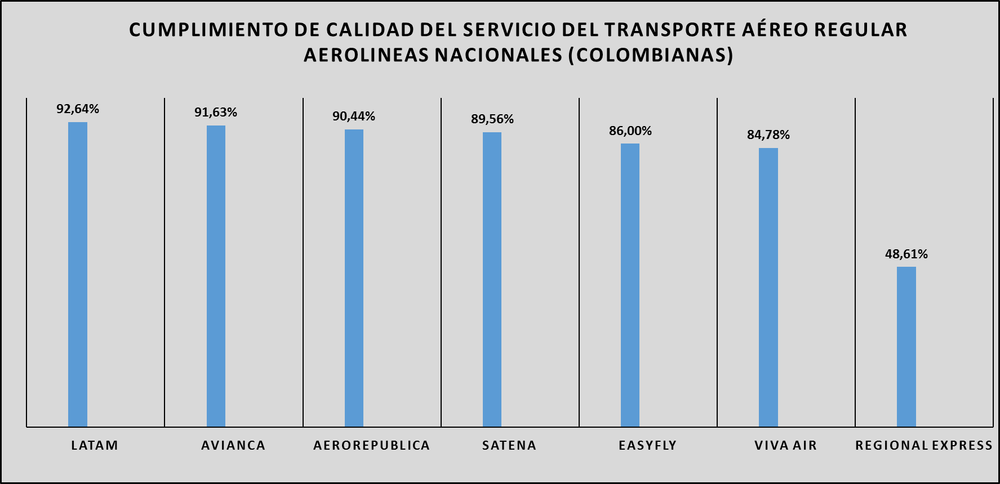 CUMPLIMIENTO DE CALIDAD DEL SERVICIO DEL TRANSPORTE AÉREO REGULAR
AEROLINEAS NACIONALES (COLOMBIANAS)
92,64%
91,63%
90,44%
89,56%
86,00%
84,78%
48,61%
LATAM
AVIANCA
AEROREPUBLICA
SATENA
EASYFLY
VIVA AIR
REGIONAL EXPRESS